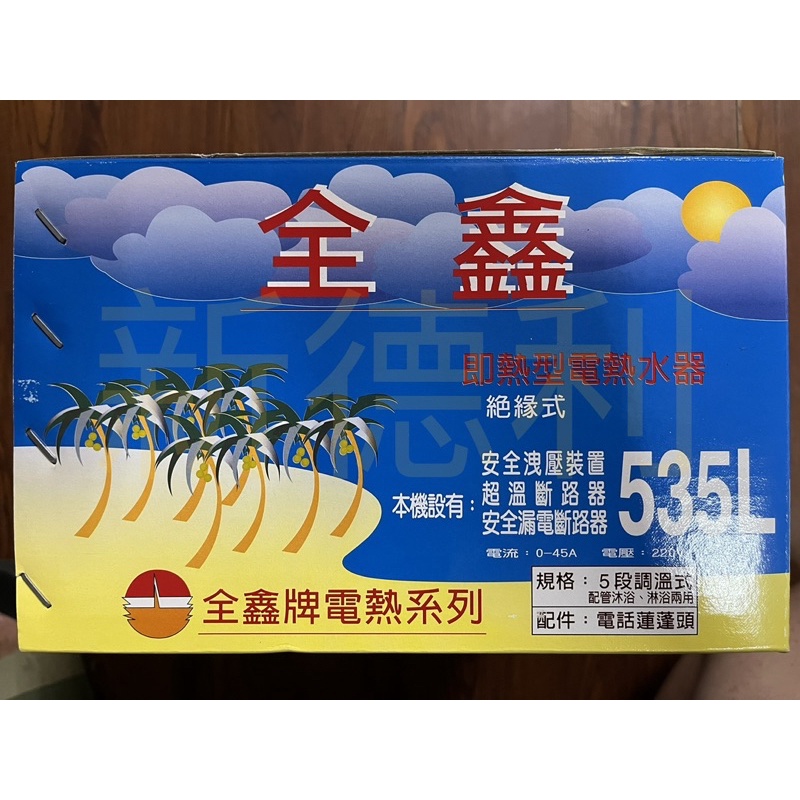 全鑫
新德利
即熱型電熱水器
絕緣式
本機設有：
安全洩壓裝置
超溫斷路器
安全漏電斷路器
535L
電流：0-45A 電壓：220V
規格：5段調溫式
配管沐浴、淋浴兩用
配件：電話蓮蓬頭
全鑫牌電熱系列